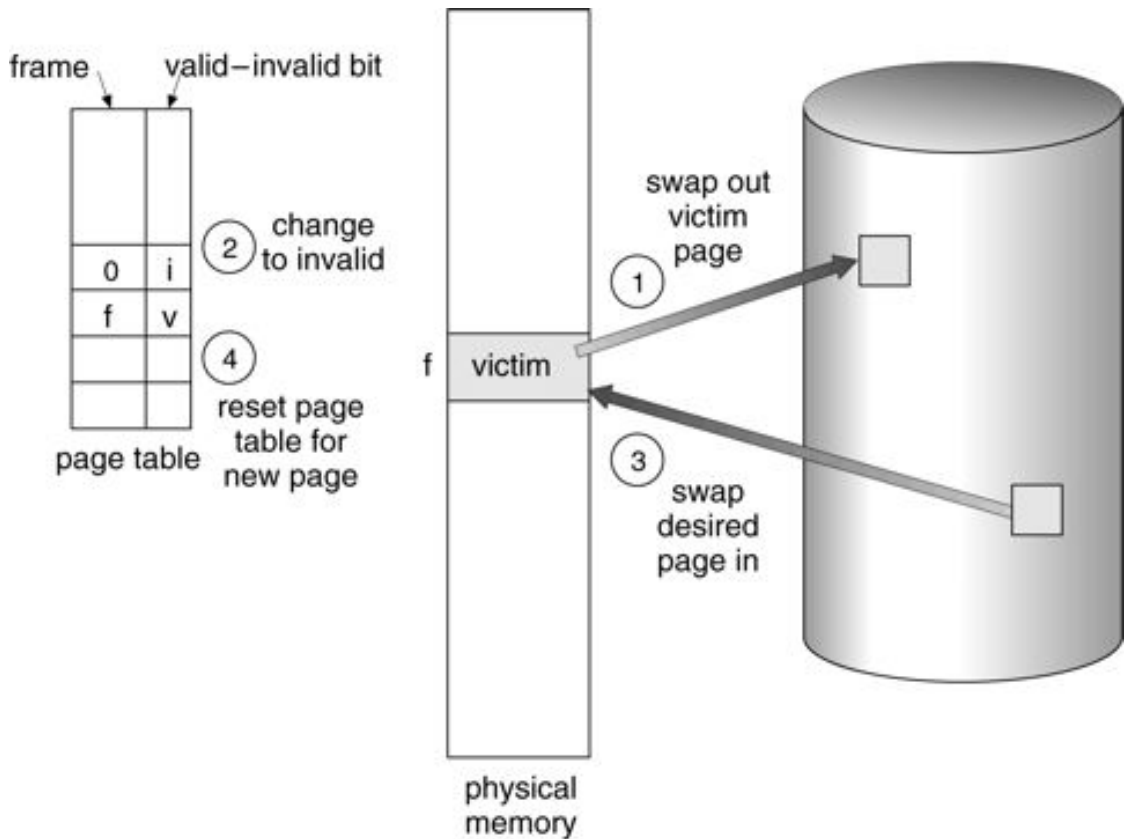 frame
valid–invalid bit
2
change
to invalid
0 i
f v
4
reset page
table for
new page
page table
f
victim
physical
memory
swap out
victim
page
1
3
swap
desired
page in